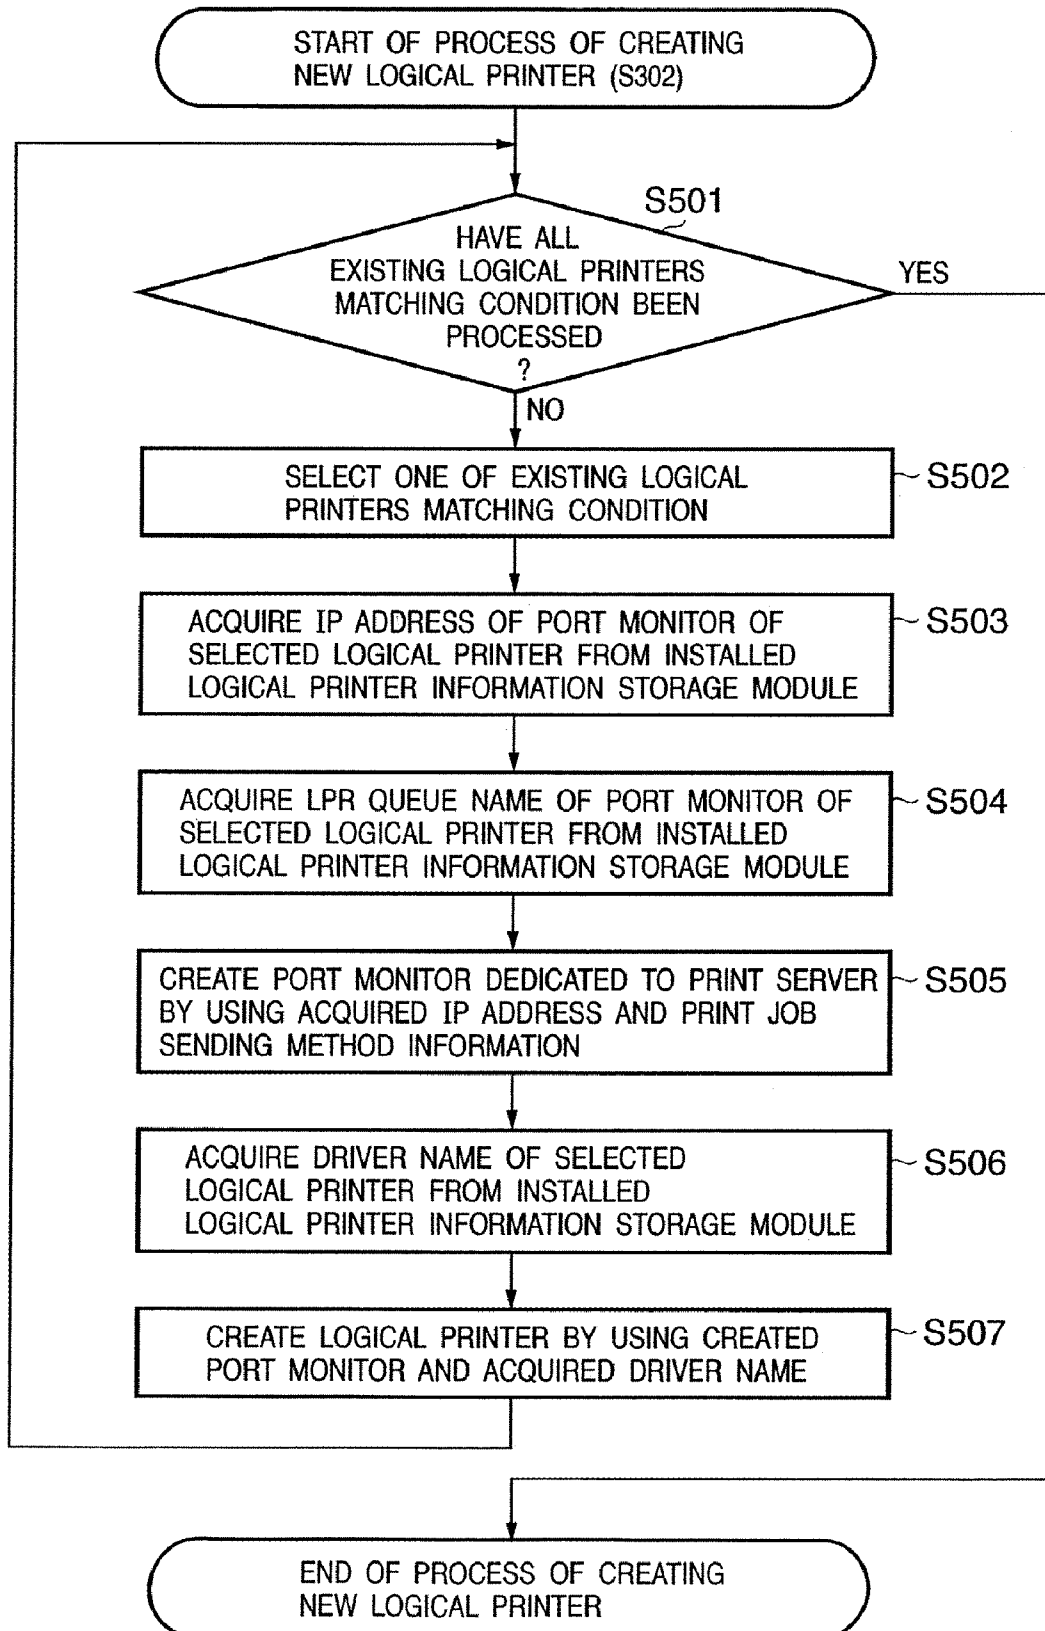 START OF PROCESS OF CREATING
NEW LOGICAL PRINTER (S302)
S501
HAVE ALL
EXISTING LOGICAL PRINTERS
MATCHING CONDITION BEEN
PROCESSED
?
YES
NO
SELECT ONE OF EXISTING LOGICAL
PRINTERS MATCHING CONDITION
S502
ACQUIRE IP ADDRESS OF PORT MONITOR OF
SELECTED LOGICAL PRINTER FROM INSTALLED
LOGICAL PRINTER INFORMATION STORAGE MODULE
S503
ACQUIRE LPR QUEUE NAME OF PORT MONITOR OF
SELECTED LOGICAL PRINTER FROM INSTALLED
LOGICAL PRINTER INFORMATION STORAGE MODULE
S504
CREATE PORT MONITOR DEDICATED TO PRINT SERVER
BY USING ACQUIRED IP ADDRESS AND PRINT JOB
SENDING METHOD INFORMATION
S505
ACQUIRE DRIVER NAME OF SELECTED
LOGICAL PRINTER FROM INSTALLED
LOGICAL PRINTER INFORMATION STORAGE MODULE
S506
CREATE LOGICAL PRINTER BY USING CREATED
PORT MONITOR AND ACQUIRED DRIVER NAME
S507
END OF PROCESS OF CREATING
NEW LOGICAL PRINTER